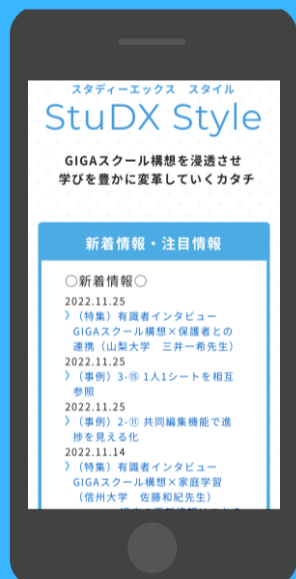 スタディーエックス スタイル
StuDX Style
GIGAスクール構想を浸透させ
学びを豊かに変革していくカタチ
新着情報・注目情報
○新着情報○
2022.11.25
》（特集）有識者インタビュー
GIGAスクール構想×保護者との
連携（山梨大学 三井一希先生）
2022.11.25
》（事例）3-⑮ 1人1シートを相互
参照
2022.11.25
》（事例）2-⑪ 共同編集機能で進
捗を見える化
2022.11.14
》（特集）有識者インタビュー
GIGAスクール構想×家庭学習
（信州大学 佐藤和紀先生）